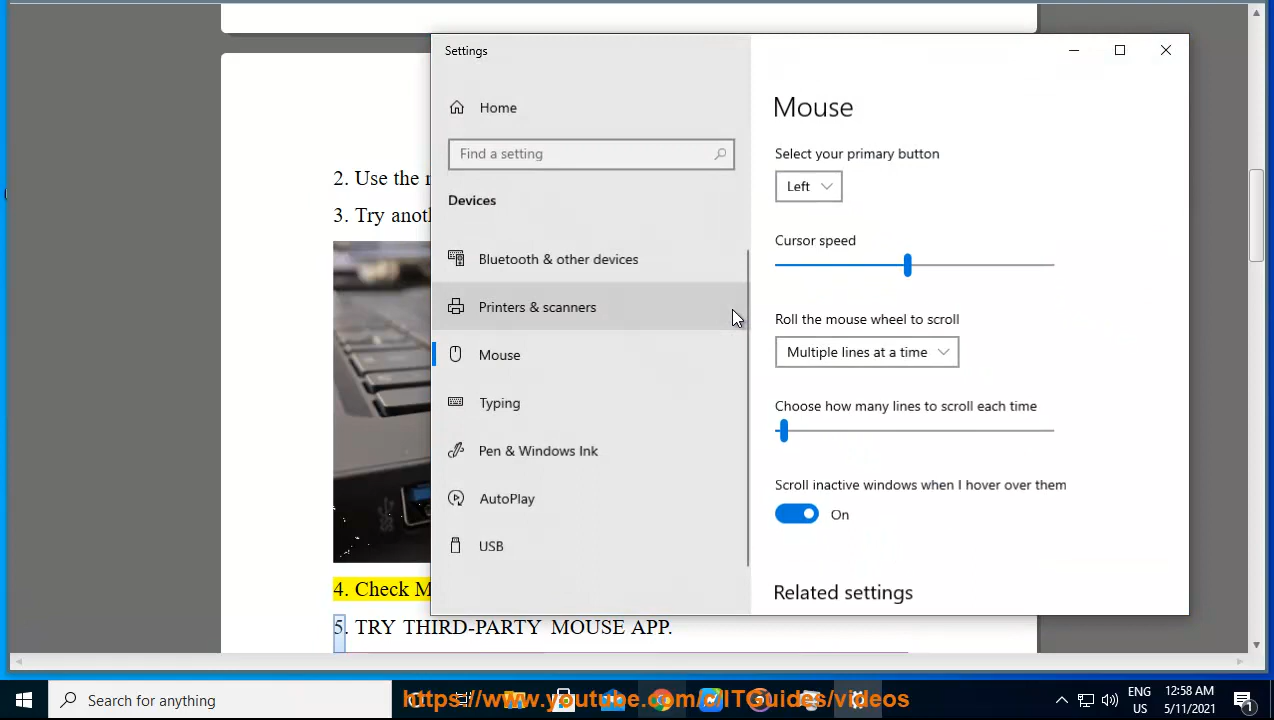 Settings
Home
Find a setting
Devices
Bluetooth & other devices
Printers & scanners
Mouse
Typing
Pen & Windows Ink
AutoPlay
USB
Mouse
Select your primary button
Left
Cursor speed
Roll the mouse wheel to scroll
Multiple lines at a time
Choose how many lines to scroll each time
Scroll inactive windows when I hover over them
On
Related settings
2. Use the
3. Try
4. Check
5. TRY THIRD-PARTY MOUSE APP.
Search for anything
https://www.youtube.com/c/ITGuides/videos
ENG
US
12:58 AM
5/11/2021
1